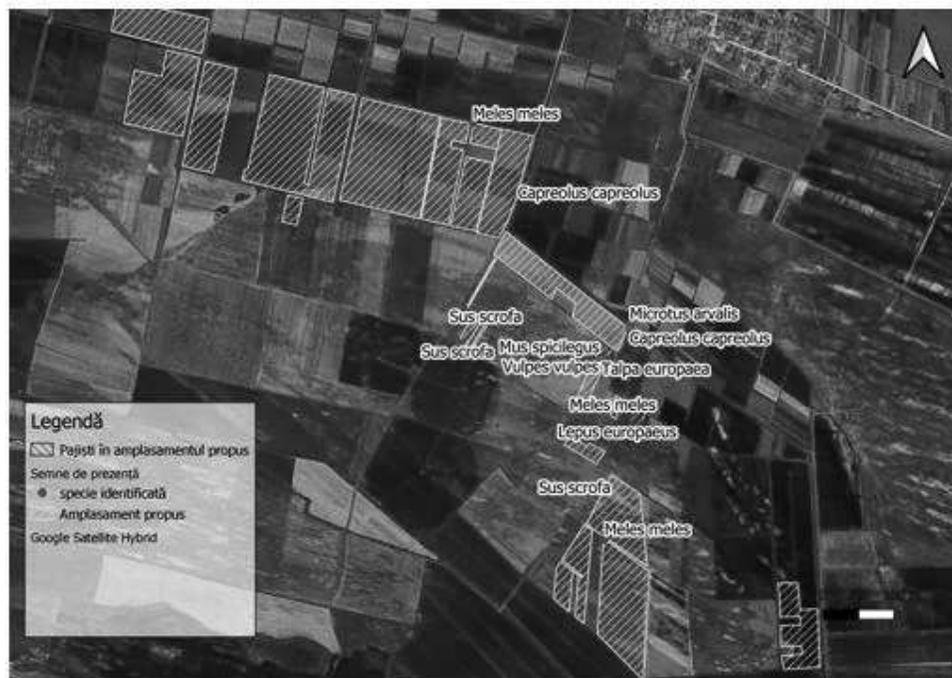 Meles meles
Capreolus capreolus
Sus scrofa
Microtus arvalis
Sus scrofa
Mus spicilegus
Capreolus capreolus
Vulpes vulpes
Talpa europaea
Meles meles
Lepus europaeus
Sus scrofa
Meles meles
Legendă
Pajiști în amplasamentul propus
Semne de prezență
specie identificată
Amplasament propus
Google Satellite Hybrid